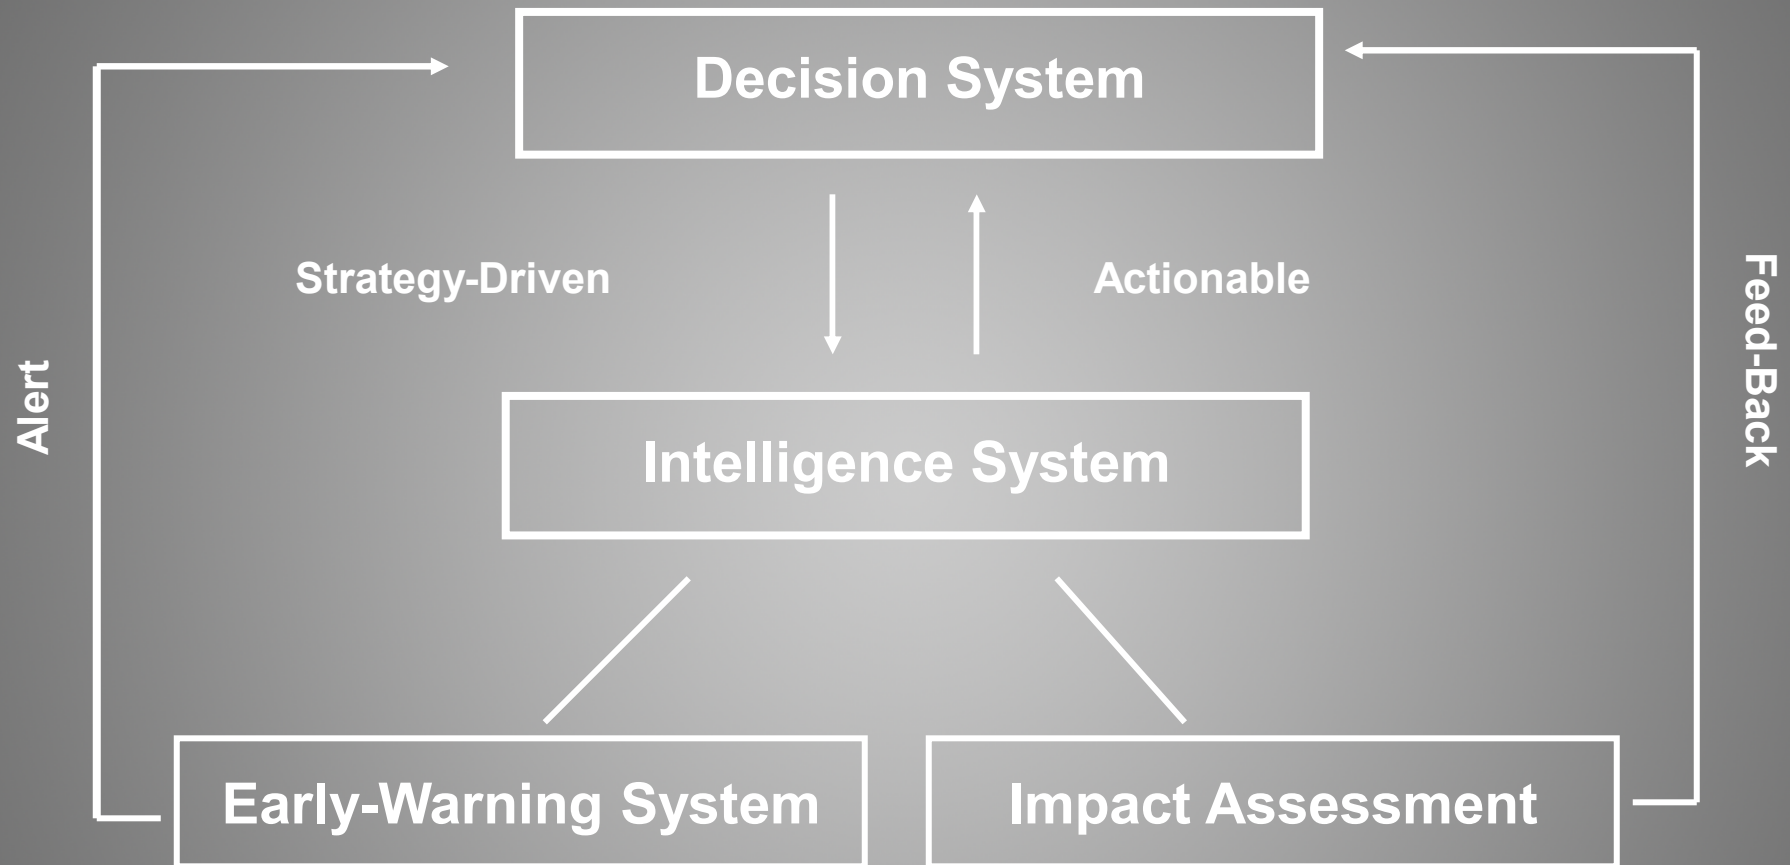 Decision System
Strategy-Driven
Actionable
Alert
Feed-Back
Intelligence System
Early-Warning System
Impact Assessment